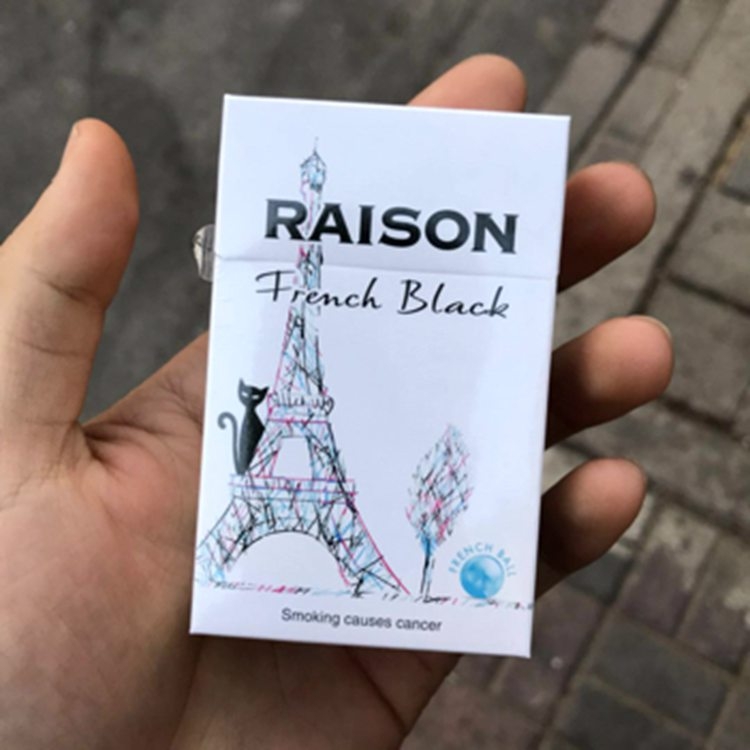 RAISON
French Black
FRENCH BALL
Smoking causes cancer